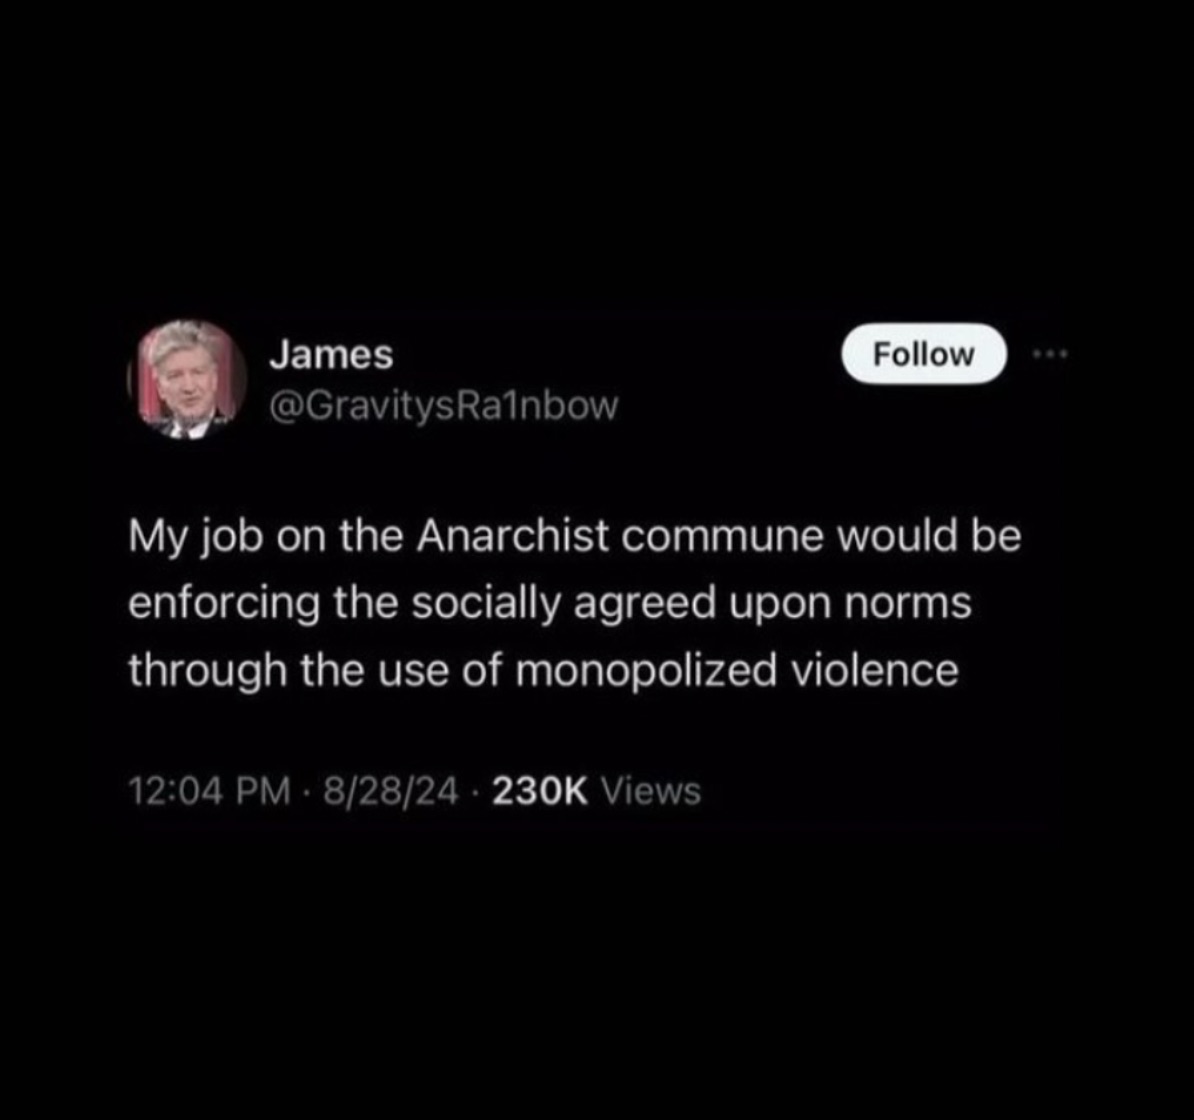 James
@GravitysRa1nbow
Follow
My job on the Anarchist commune would be
enforcing the socially agreed upon norms
through the use of monopolized violence
12:04 PM · 8/28/24 · 230K Views